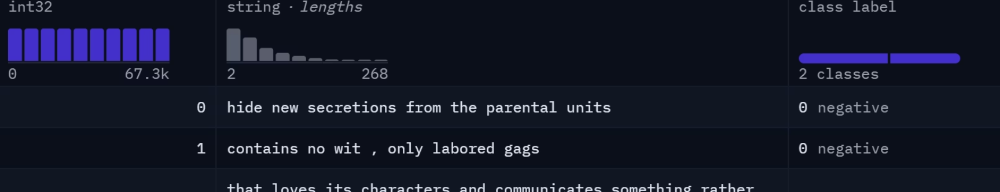 int32 string · lengths class label
0 67.3k 2 268 2 classes
0 hide new secretions from the parental units 0 negative
1 contains no wit , only labored gags 0 negative
that loves its characters and communicates something rather